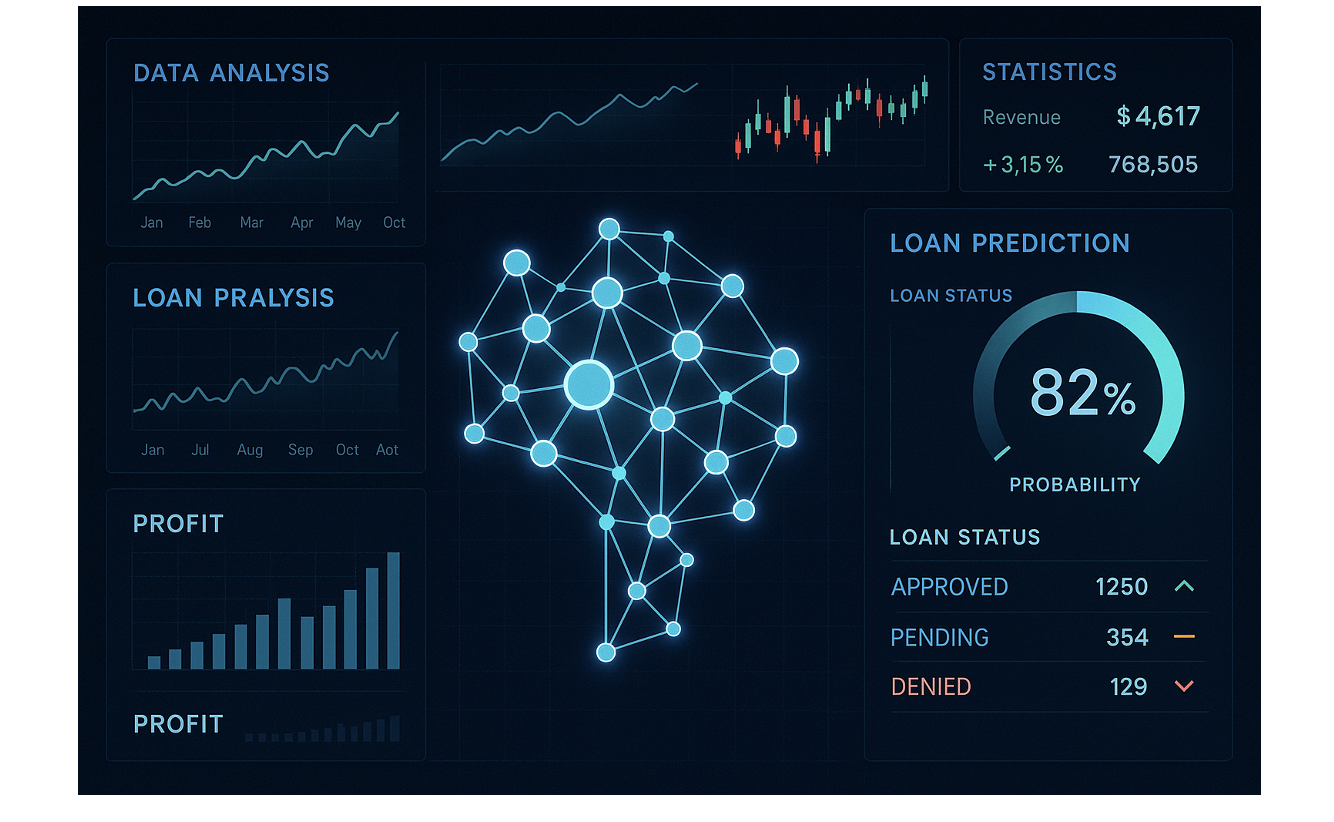 DATA ANALYSIS
Jan Feb Mar Apr May Oct
STATISTICS
Revenue $4,617
+3,15% 768,505
LOAN PRALYSIS
Jan Jul Aug Sep Oct Aot
PROFIT
PROFIT
LOAN PREDICTION
LOAN STATUS
82%
PROBABILITY
LOAN STATUS
APPROVED 1250
PENDING 354
DENIED 129